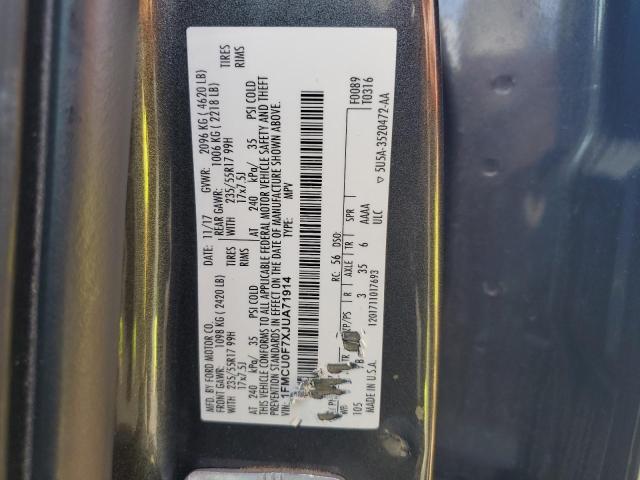 MFD. BY FORD MOTOR CO.
DATE: 11/17 GVWR: 2096 KG ( 4620 LB)
FRONT GAWR: 1098 KG (2420 LB) REAR GAWR: 1006 KG ( 2218 LB)
WITH 235/55R17 99H WITH 235/55R17 99H TIRES
17x7.5J 17x7.5J RIMS
AT 240 kPa/ 35 PSI COLD AT 240 kPa/ 35 PSI COLD
THIS VEHICLE CONFORMS TO ALL APPLICABLE FEDERAL MOTOR VEHICLE SAFETY AND THEFT
PREVENTION STANDARDS IN EFFECT ON THE DATE OF MANUFACTURE SHOWN ABOVE.
VIN: 1FMCU0F7XJUA71914
TYPE: MPV
F0089
T0316
RC: 56 DSO:
WB TR P/PS R AXLE TR SPR
105 B 3 35 6 AAAA
MADE IN U.S.A. 1201711017693 ULC
▽ 5U5A-3520472-AA